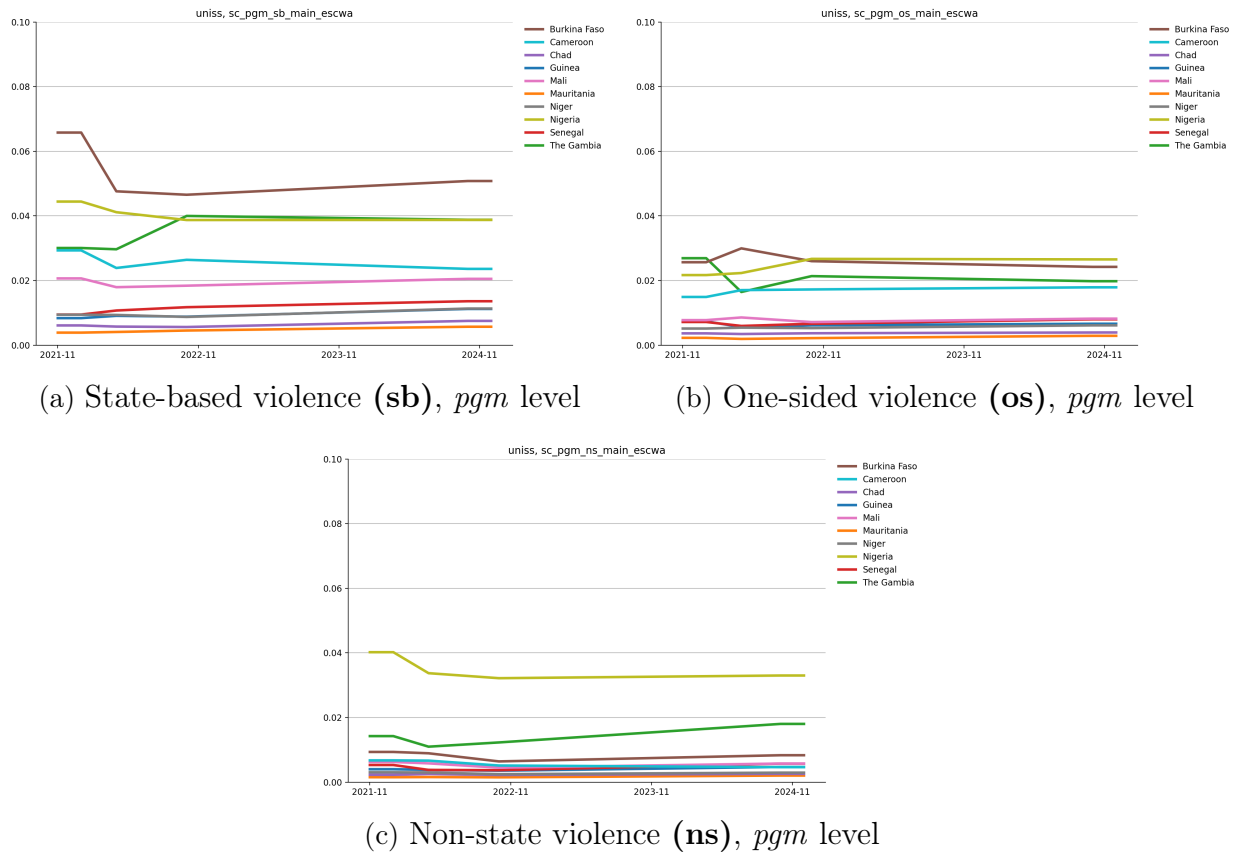 uniss, sc_pgm_sb_main_escwa
0.10
0.08
0.06
0.04
0.02
0.00
2021-11 2022-11 2023-11 2024-11
Burkina Faso
Cameroon
Chad
Guinea
Mali
Mauritania
Niger
Nigeria
Senegal
The Gambia
(a) State-based violence (sb), pgm level
uniss, sc_pgm_os_main_escwa
0.10
0.08
0.06
0.04
0.02
0.00
2021-11 2022-11 2023-11 2024-11
Burkina Faso
Cameroon
Chad
Guinea
Mali
Mauritania
Niger
Nigeria
Senegal
The Gambia
(b) One-sided violence (os), pgm level
uniss, sc_pgm_ns_main_escwa
0.10
0.08
0.06
0.04
0.02
0.00
2021-11 2022-11 2023-11 2024-11
Burkina Faso
Cameroon
Chad
Guinea
Mali
Mauritania
Niger
Nigeria
Senegal
The Gambia
(c) Non-state violence (ns), pgm level